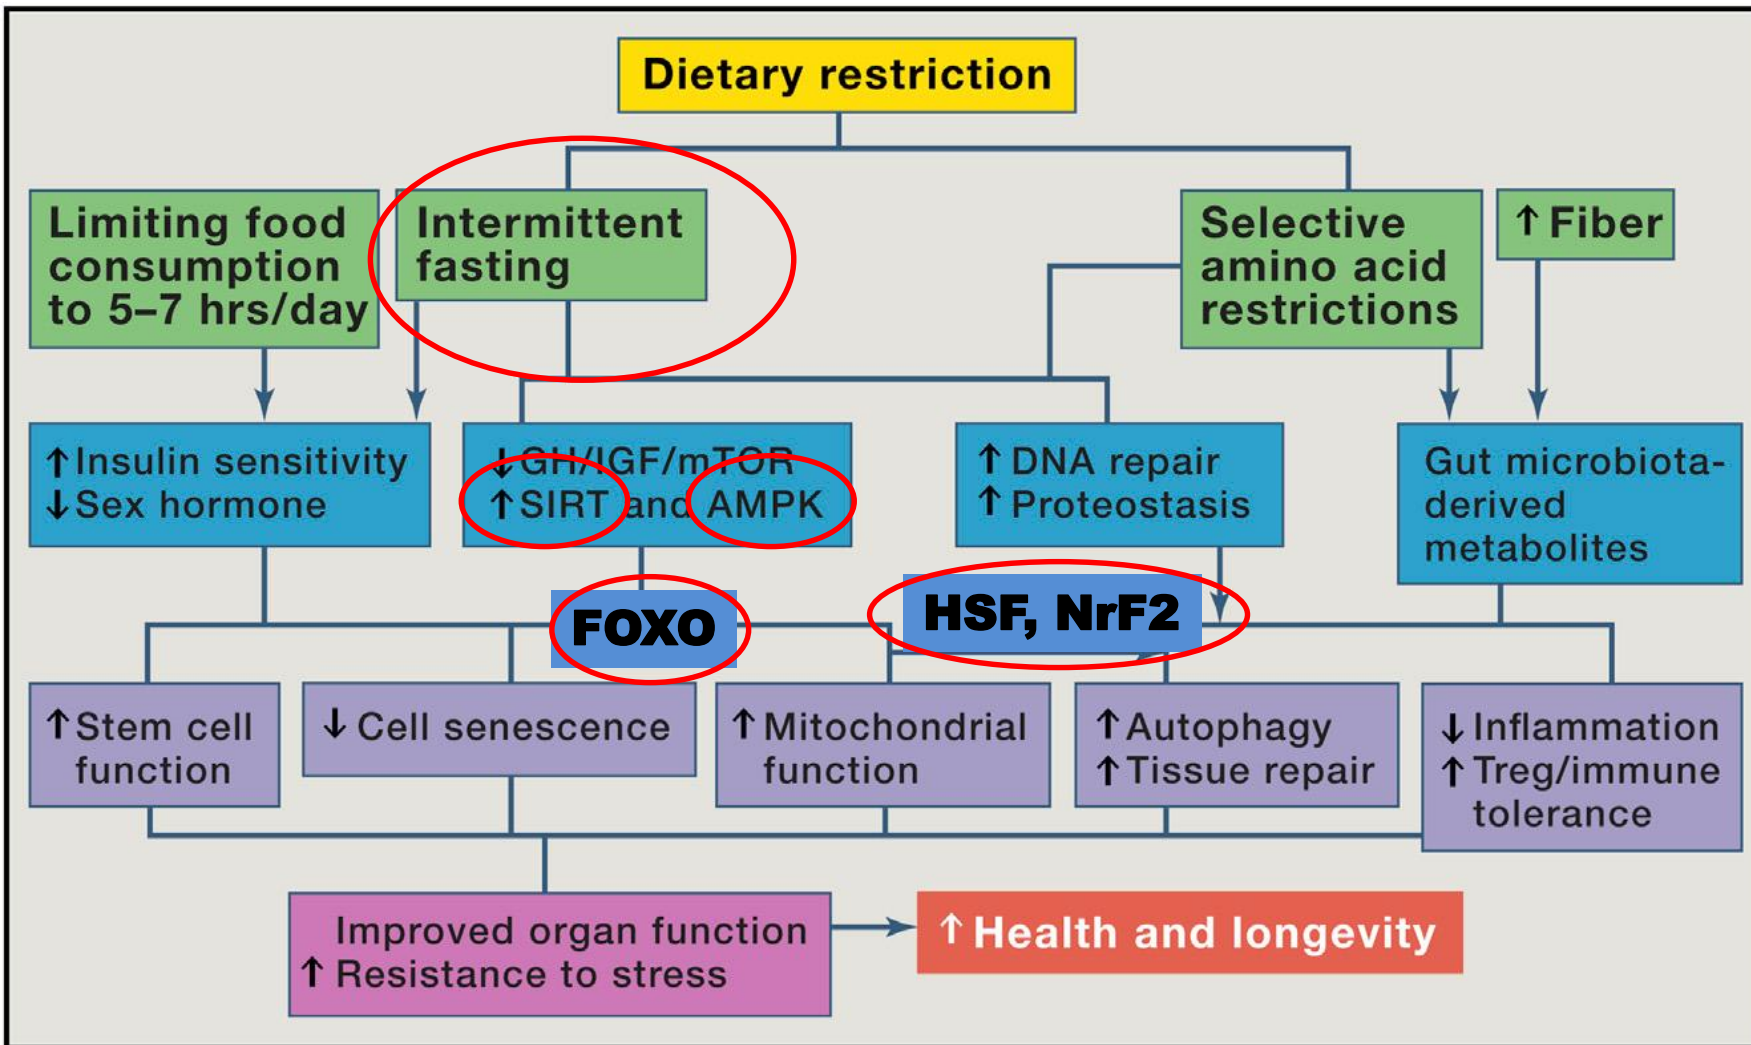 Dietary restriction
Limiting food
consumption
to 5–7 hrs/day
Intermittent
fasting
Selective
amino acid
restrictions
↑ Fiber
↑ Insulin sensitivity
↓ Sex hormone
↓ GH/IGF/mTOR
↑ SIRT and AMPK
↑ DNA repair
↑ Proteostasis
Gut microbiota-
derived
metabolites
FOXO
HSF, NrF2
↑ Stem cell
function
↓ Cell senescence
↑ Mitochondrial
function
↑ Autophagy
↑ Tissue repair
↓ Inflammation
↑ Treg/immune
tolerance
Improved organ function
↑ Resistance to stress
↑ Health and longevity